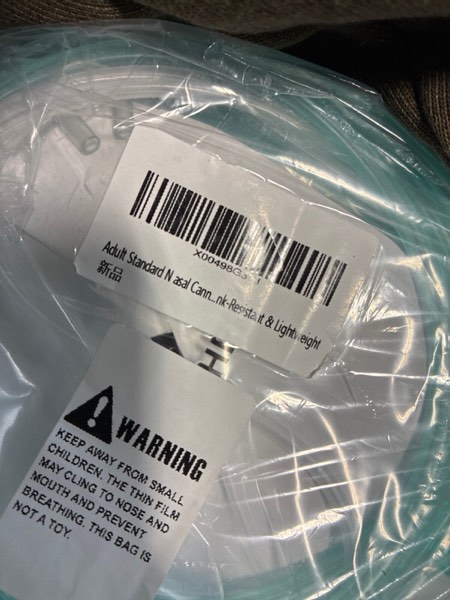 Adult Standard Nasal Cann...nk-Resistant & Lightweight
新品
WARNING
KEEP AWAY FROM SMALL
CHILDREN. THE THIN FILM
MAY CLING TO NOSE AND
MOUTH AND PREVENT
BREATHING. THIS BAG IS
NOT A TOY.